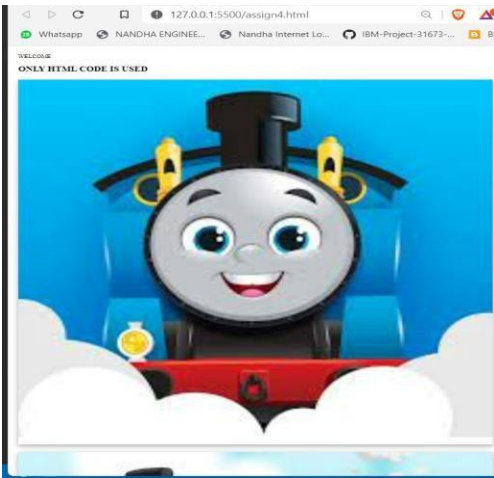 127.0.0.1:5500/assign4.html
Whatsapp NANDHA ENGINEE... Nandha Internet Lo... IBM-Project-31673-... B
WELCOME
ONLY HTML CODE IS USED